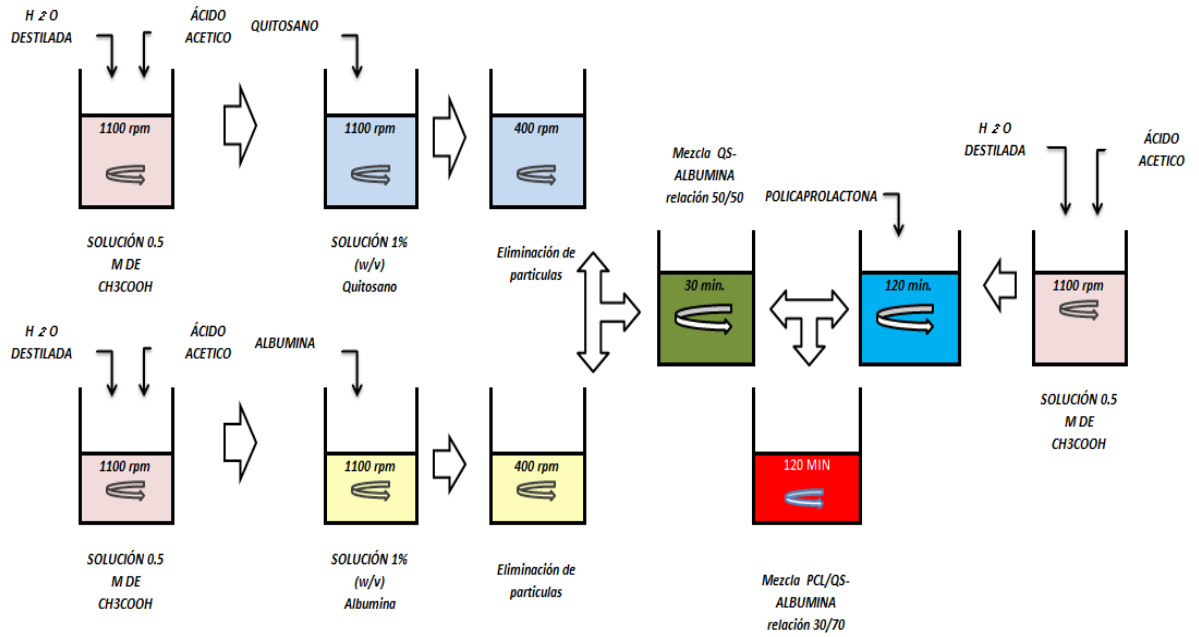 H 2 O
DESTILADA
ÁCIDO
ACETICO
QUITOSANO
1100 rpm
1100 rpm
400 rpm
SOLUCIÓN 0.5
M DE
CH3COOH
SOLUCIÓN 1%
(w/v)
Quitosano
Eliminación de
particulas
H 2 O
DESTILADA
ÁCIDO
ACETICO
ALBUMINA
1100 rpm
1100 rpm
400 rpm
SOLUCIÓN 0.5
M DE
CH3COOH
SOLUCIÓN 1%
(w/v)
Albumina
Eliminación de
particulas
Mezcla QS-
ALBUMINA
relación 50/50
30 min.
POLICAPROLACTONA
120 min.
H 2 O
DESTILADA
ÁCIDO
ACETICO
1100 rpm
SOLUCIÓN 0.5
M DE
CH3COOH
120 MIN
Mezcla PCL/QS-
ALBUMINA
relación 30/70